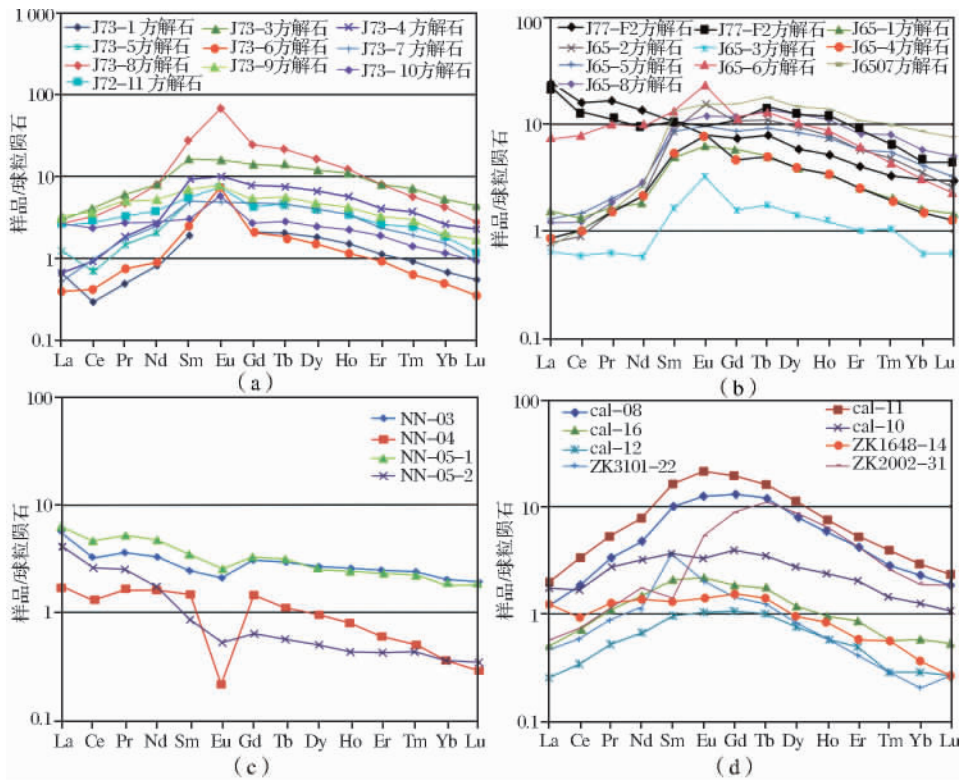 1 000
100
10
1
0.1
样品/球粒陨石
J73-1方解石 J73-3方解石 J73-4方解石
J73-5方解石 J73-6方解石 J73-7方解石
J73-8方解石 J73-9方解石 J73-10方解石
J72-11方解石
La Ce Pr Nd Sm Eu Gd Tb Dy Ho Er Tm Yb Lu
(a)
100
10
1
0.1
样品/球粒陨石
J77-F2方解石 J77-F2方解石 J65-1方解石
J65-2方解石 J65-3方解石 J65-4方解石
J65-5方解石 J65-6方解石 J6507方解石
J65-8方解石
La Ce Pr Nd Sm Eu Gd Tb Dy Ho Er Tm Yb Lu
(b)
100
10
1
0.1
样品/球粒陨石
NN-03
NN-04
NN-05-1
NN-05-2
La Ce Pr Nd Sm Eu Gd Tb Dy Ho Er Tm Yb Lu
(c)
100
10
1
0.1
样品/球粒陨石
cal-08 cal-11
cal-16 cal-10
cal-12 ZK1648-14
ZK3101-22 ZK2002-31
La Ce Pr Nd Sm Eu Gd Tb Dy Ho Er Tm Yb Lu
(d)